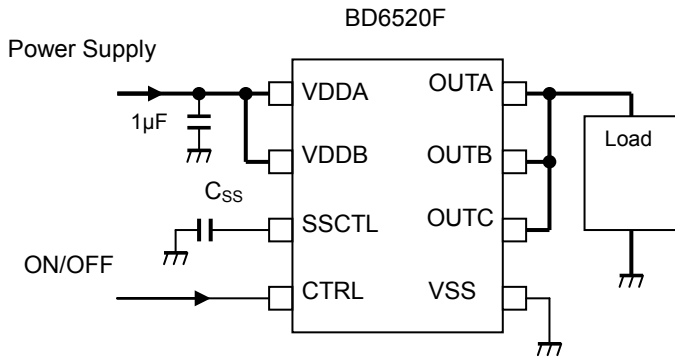 BD6520F
Power Supply
VDDA
OUTA
1µF
Load
VDDB
OUTB
CSS
SSCTL
OUTC
ON/OFF
CTRL
VSS